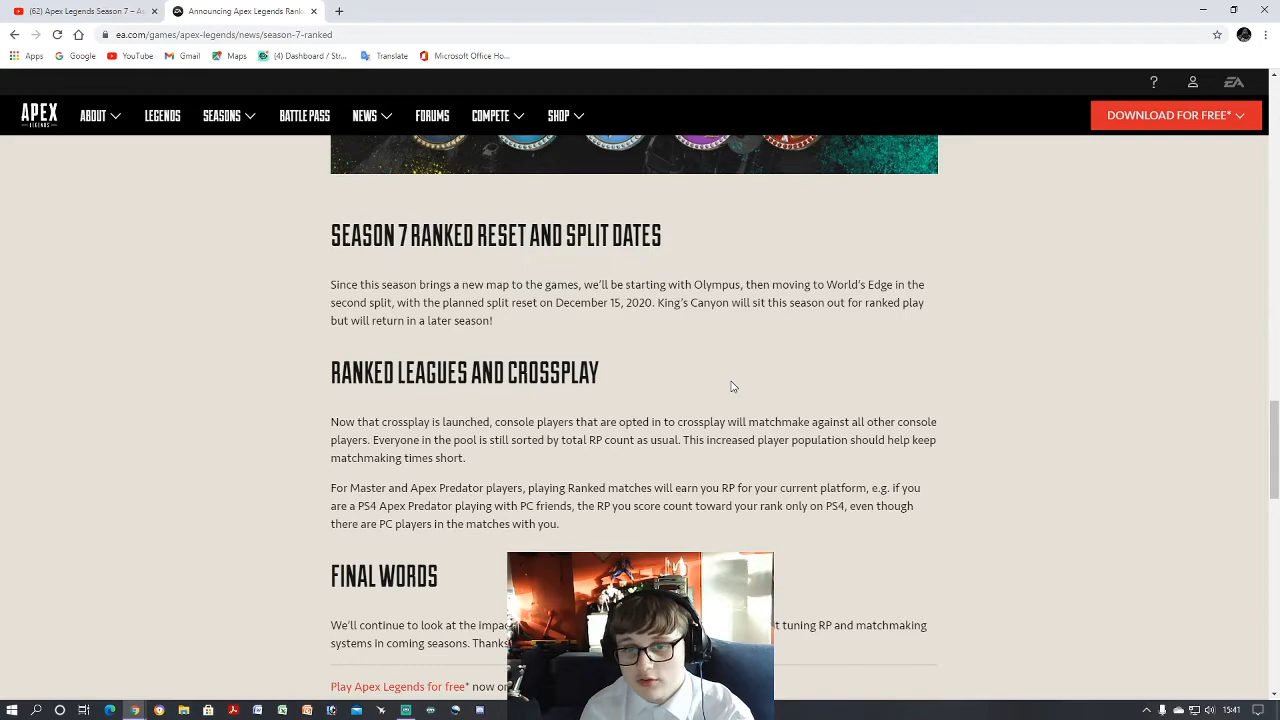 (62) Apex Legends Season 7 – As
Announcing Apex Legends Ranke
ea.com/games/apex-legends/news/season-7-ranked
Apps
Google
YouTube
Gmail
Maps
(4) Dashboard / Str...
Translate
Microsoft Office Ho...
EA
APEX
LEGENDS
ABOUT
LEGENDS
SEASONS
BATTLE PASS
NEWS
FORUMS
COMPETE
SHOP
DOWNLOAD FOR FREE*
SEASON 7 RANKED RESET AND SPLIT DATES
Since this season brings a new map to the games, we'll be starting with Olympus, then moving to World's Edge in the
second split, with the planned split reset on December 15, 2020. King's Canyon will sit this season out for ranked play
but will return in a later season!
RANKED LEAGUES AND CROSSPLAY
Now that crossplay is launched, console players that are opted in to crossplay will matchmake against all other console
players. Everyone in the pool is still sorted by total RP count as usual. This increased player population should help keep
matchmaking times short.
For Master and Apex Predator players, playing Ranked matches will earn you RP for your current platform, e.g. if you
are a PS4 Apex Predator playing with PC friends, the RP you score count toward your rank only on PS4, even though
there are PC players in the matches with you.
FINAL WORDS
We'll continue to look at the impac t tuning RP and matchmaking
systems in coming seasons. Thanks
Play Apex Legends for free* now on
15:41